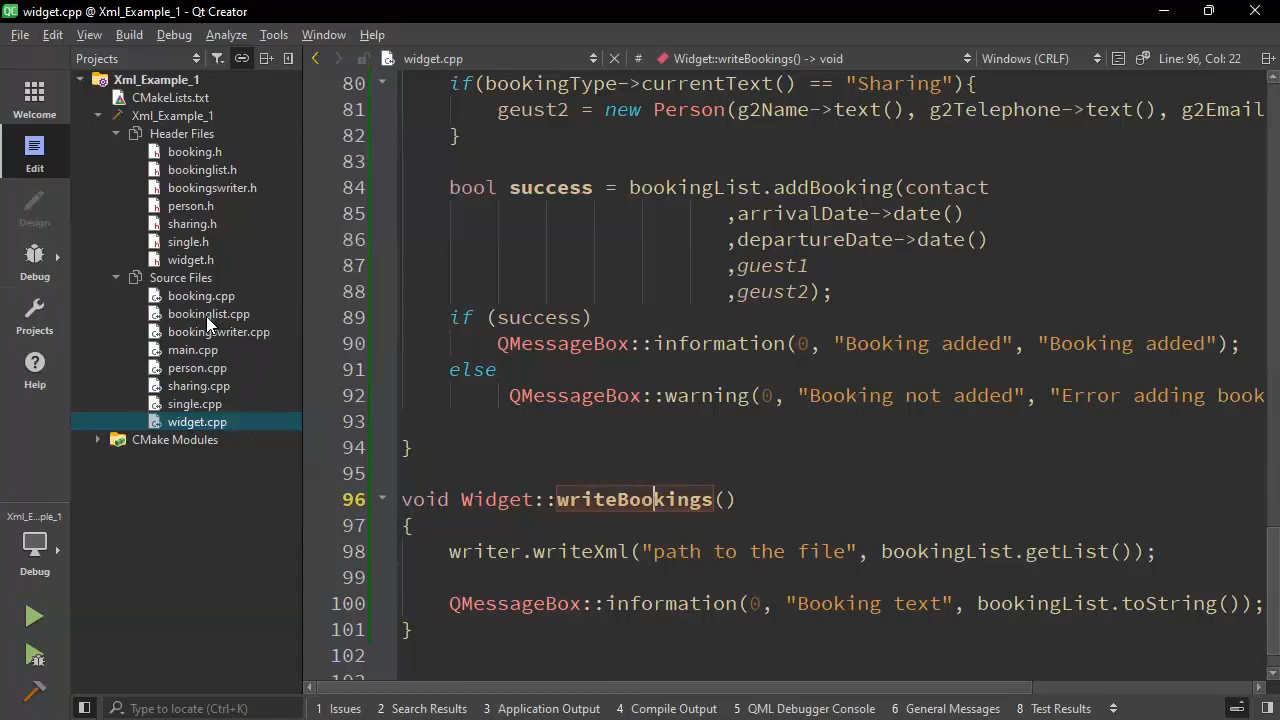 QC widget.cpp @ Xml_Example_1 - Qt Creator
File Edit View Build Debug Analyze Tools Window Help
Projects widget.cpp # Widget::writeBookings() -> void Windows (CRLF) Line: 96, Col: 22
Welcome
Edit
Design
Debug
Projects
Help
Xml_E...ple_1
Debug
Xml_Example_1
CMakeLists.txt
Xml_Example_1
Header Files
booking.h
bookinglist.h
bookingswriter.h
person.h
sharing.h
single.h
widget.h
Source Files
booking.cpp
bookinglist.cpp
bookingswriter.cpp
main.cpp
person.cpp
sharing.cpp
single.cpp
widget.cpp
CMake Modules
80 if(bookingType->currentText() == "Sharing"){
81 geust2 = new Person(g2Name->text(), g2Telephone->text(), g2Email
82 }
83
84 bool success = bookingList.addBooking(contact
85 ,arrivalDate->date()
86 ,departureDate->date()
87 ,guest1
88 ,geust2);
89 if (success)
90 QMessageBox::information(0, "Booking added", "Booking added");
91 else
92 QMessageBox::warning(0, "Booking not added", "Error adding book
93
94 }
95
96 void Widget::writeBookings()
97 {
98 writer.writeXml("path to the file", bookingList.getList());
99
100 QMessageBox::information(0, "Booking text", bookingList.toString());
101 }
102
Type to locate (Ctrl+K) 1 Issues 2 Search Results 3 Application Output 4 Compile Output 5 QML Debugger Console 6 General Messages 8 Test Results